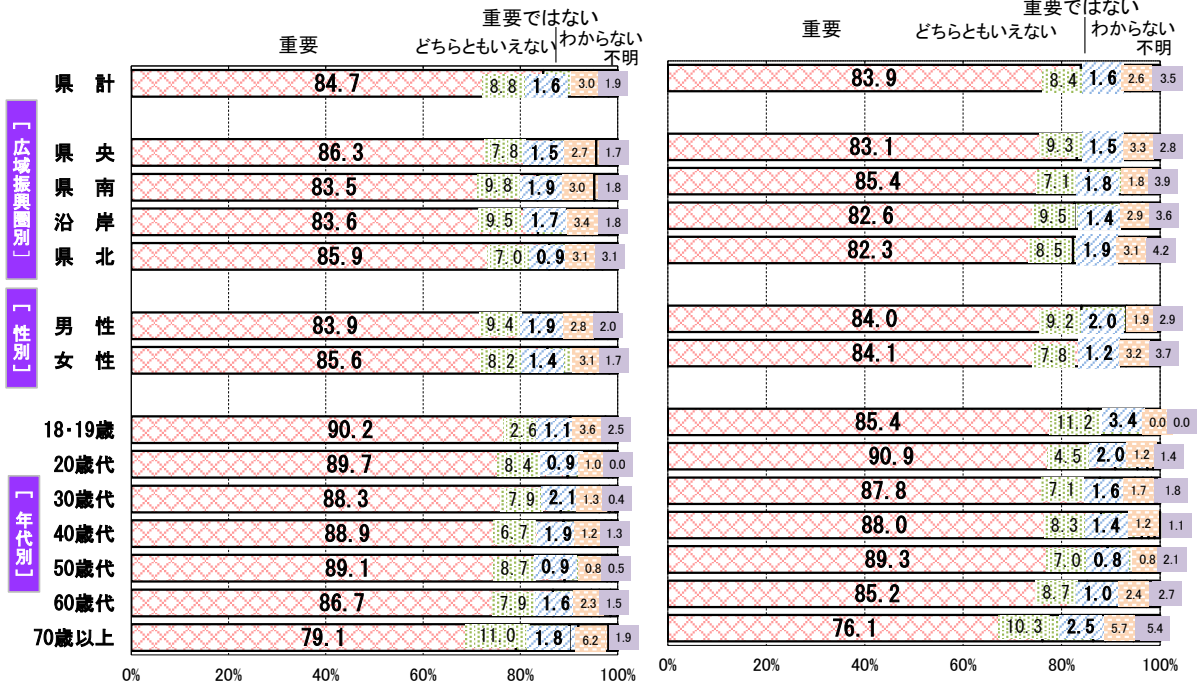 重要 どちらともいえない 重要ではない わからない 不明
県 計 84.7 8.8 1.6 3.0 1.9
[ 広域振興圏別 ]
県 央 86.3 7.8 1.5 2.7 1.7
県 南 83.5 9.8 1.9 3.0 1.8
沿 岸 83.6 9.5 1.7 3.4 1.8
県 北 85.9 7.0 0.9 3.1 3.1
[ 性別 ]
男 性 83.9 9.4 1.9 2.8 2.0
女 性 85.6 8.2 1.4 3.1 1.7
18・19歳 90.2 2.6 1.1 3.6 2.5
[ 年代別 ]
20歳代 89.7 8.4 0.9 1.0 0.0
30歳代 88.3 7.9 2.1 1.3 0.4
40歳代 88.9 6.7 1.9 1.2 1.3
50歳代 89.1 8.7 0.9 0.8 0.5
60歳代 86.7 7.9 1.6 2.3 1.5
70歳以上 79.1 11.0 1.8 6.2 1.9
0% 20% 40% 60% 80% 100%
重要 どちらともいえない 重要ではない わからない 不明
83.9 8.4 1.6 2.6 3.5
83.1 9.3 1.5 3.3 2.8
85.4 7.1 1.8 1.8 3.9
82.6 9.5 1.4 2.9 3.6
82.3 8.5 1.9 3.1 4.2
84.0 9.2 2.0 1.9 2.9
84.1 7.8 1.2 3.2 3.7
85.4 11.2 3.4 0.0 0.0
90.9 4.5 2.0 1.2 1.4
87.8 7.1 1.6 1.7 1.8
88.0 8.3 1.4 1.2 1.1
89.3 7.0 0.8 0.8 2.1
85.2 8.7 1.0 2.4 2.7
76.1 10.3 2.5 5.7 5.4
0% 20% 40% 60% 80% 100%